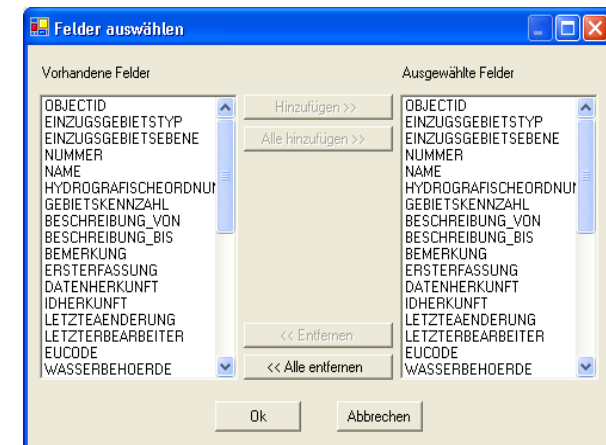 Felder auswählen
Vorhandene Felder
OBJECTID
EINZUGSGEBIETSTYP
EINZUGSGEBIETSEBENE
NUMMER
NAME
HYDROGRAFISCHEORDNUN
GEBIETSKENNZAHL
BESCHREIBUNG_VON
BESCHREIBUNG_BIS
BEMERKUNG
ERSTERFASSUNG
DATENHERKUNFT
IDHERKUNFT
LETZTEAENDERUNG
LETZTERBEARBEITER
EUCODE
WASSERBEHOERDE
Hinzufügen >>
Alle hinzufügen >>
<< Entfernen
<< Alle entfernen
Ausgewählte Felder
OBJECTID
EINZUGSGEBIETSTYP
EINZUGSGEBIETSEBENE
NUMMER
NAME
HYDROGRAFISCHEORDNUN
GEBIETSKENNZAHL
BESCHREIBUNG_VON
BESCHREIBUNG_BIS
BEMERKUNG
ERSTERFASSUNG
DATENHERKUNFT
IDHERKUNFT
LETZTEAENDERUNG
LETZTERBEARBEITER
EUCODE
WASSERBEHOERDE
Ok
Abbrechen